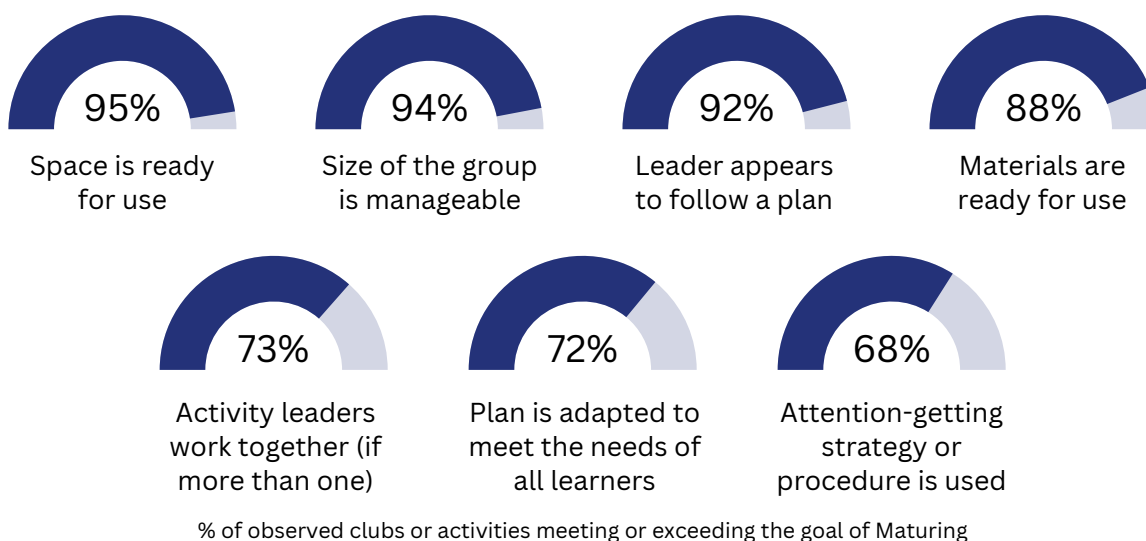 95%
94%
92%
88%
Space is ready
for use
Size of the group
is manageable
Leader appears
to follow a plan
Materials are
ready for use
73%
72%
68%
Activity leaders
work together (if
more than one)
Plan is adapted to
meet the needs of
all learners
Attention-getting
strategy or
procedure is used
% of observed clubs or activities meeting or exceeding the goal of Maturing